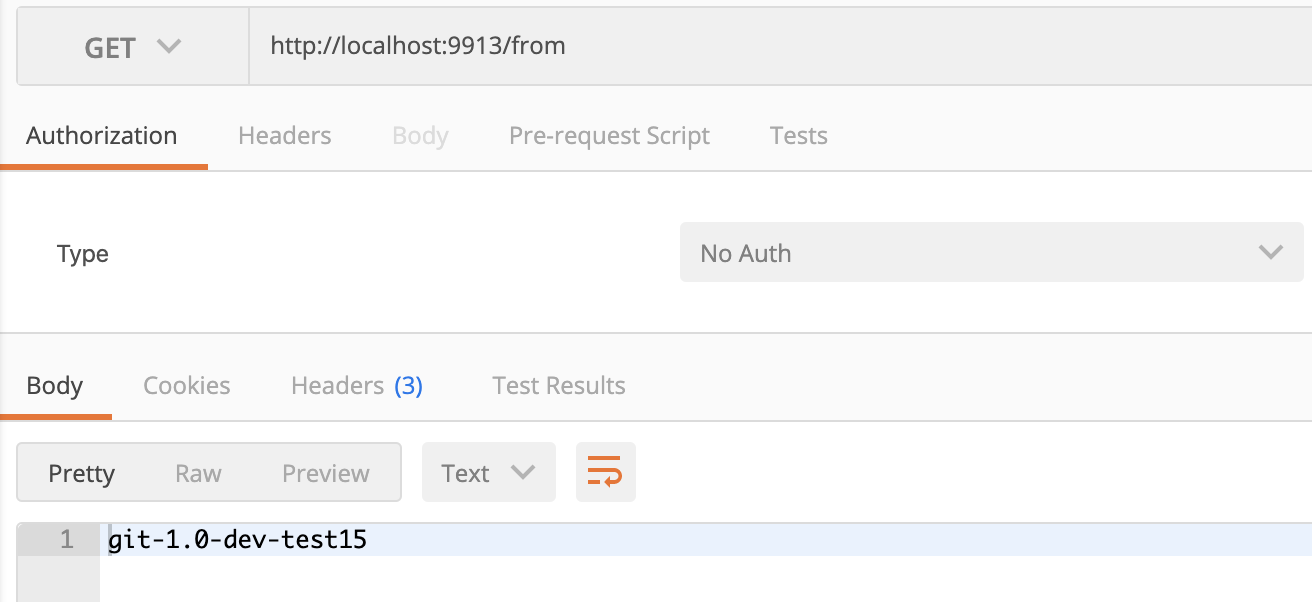 GET http://localhost:9913/from
Authorization Headers Body Pre-request Script Tests
Type No Auth
Body Cookies Headers (3) Test Results
Pretty Raw Preview Text
1 git-1.0-dev-test15